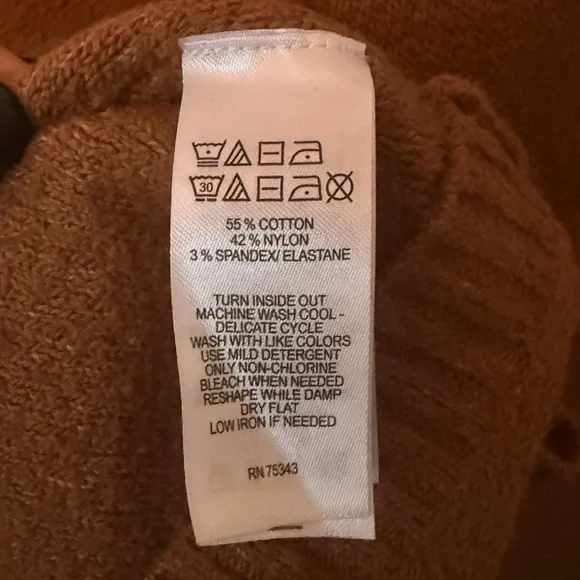 30
55 % COTTON
42 % NYLON
3 % SPANDEX/ ELASTANE
TURN INSIDE OUT
MACHINE WASH COOL -
DELICATE CYCLE
WASH WITH LIKE COLORS
USE MILD DETERGENT
ONLY NON-CHLORINE
BLEACH WHEN NEEDED
RESHAPE WHILE DAMP
DRY FLAT
LOW IRON IF NEEDED
RN 75343